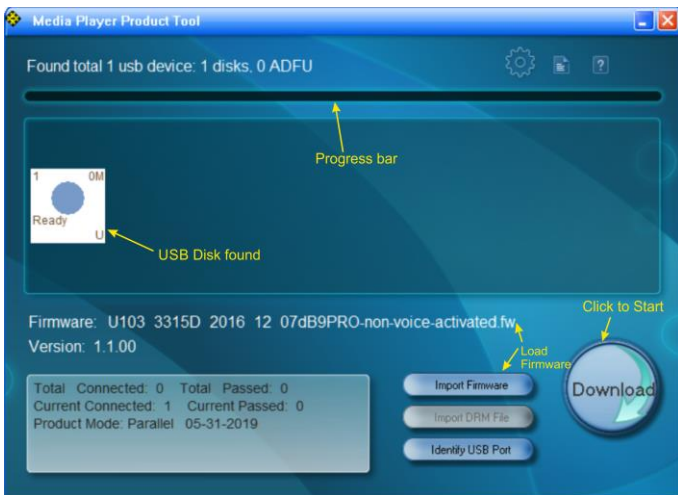 Media Player Product Tool
Found total 1 usb device: 1 disks, 0 ADFU
Progress bar
1 0M
Ready
U
USB Disk found
Click to Start
Firmware: U103 3315D 2016 12 07dB9PRO-non-voice-activated.fw
Version: 1.1.00
Load
Firmware
Total Connected: 0 Total Passed: 0
Current Connected: 1 Current Passed: 0
Product Mode: Parallel 05-31-2019
Import Firmware
Import DRM File
Identify USB Port
Download